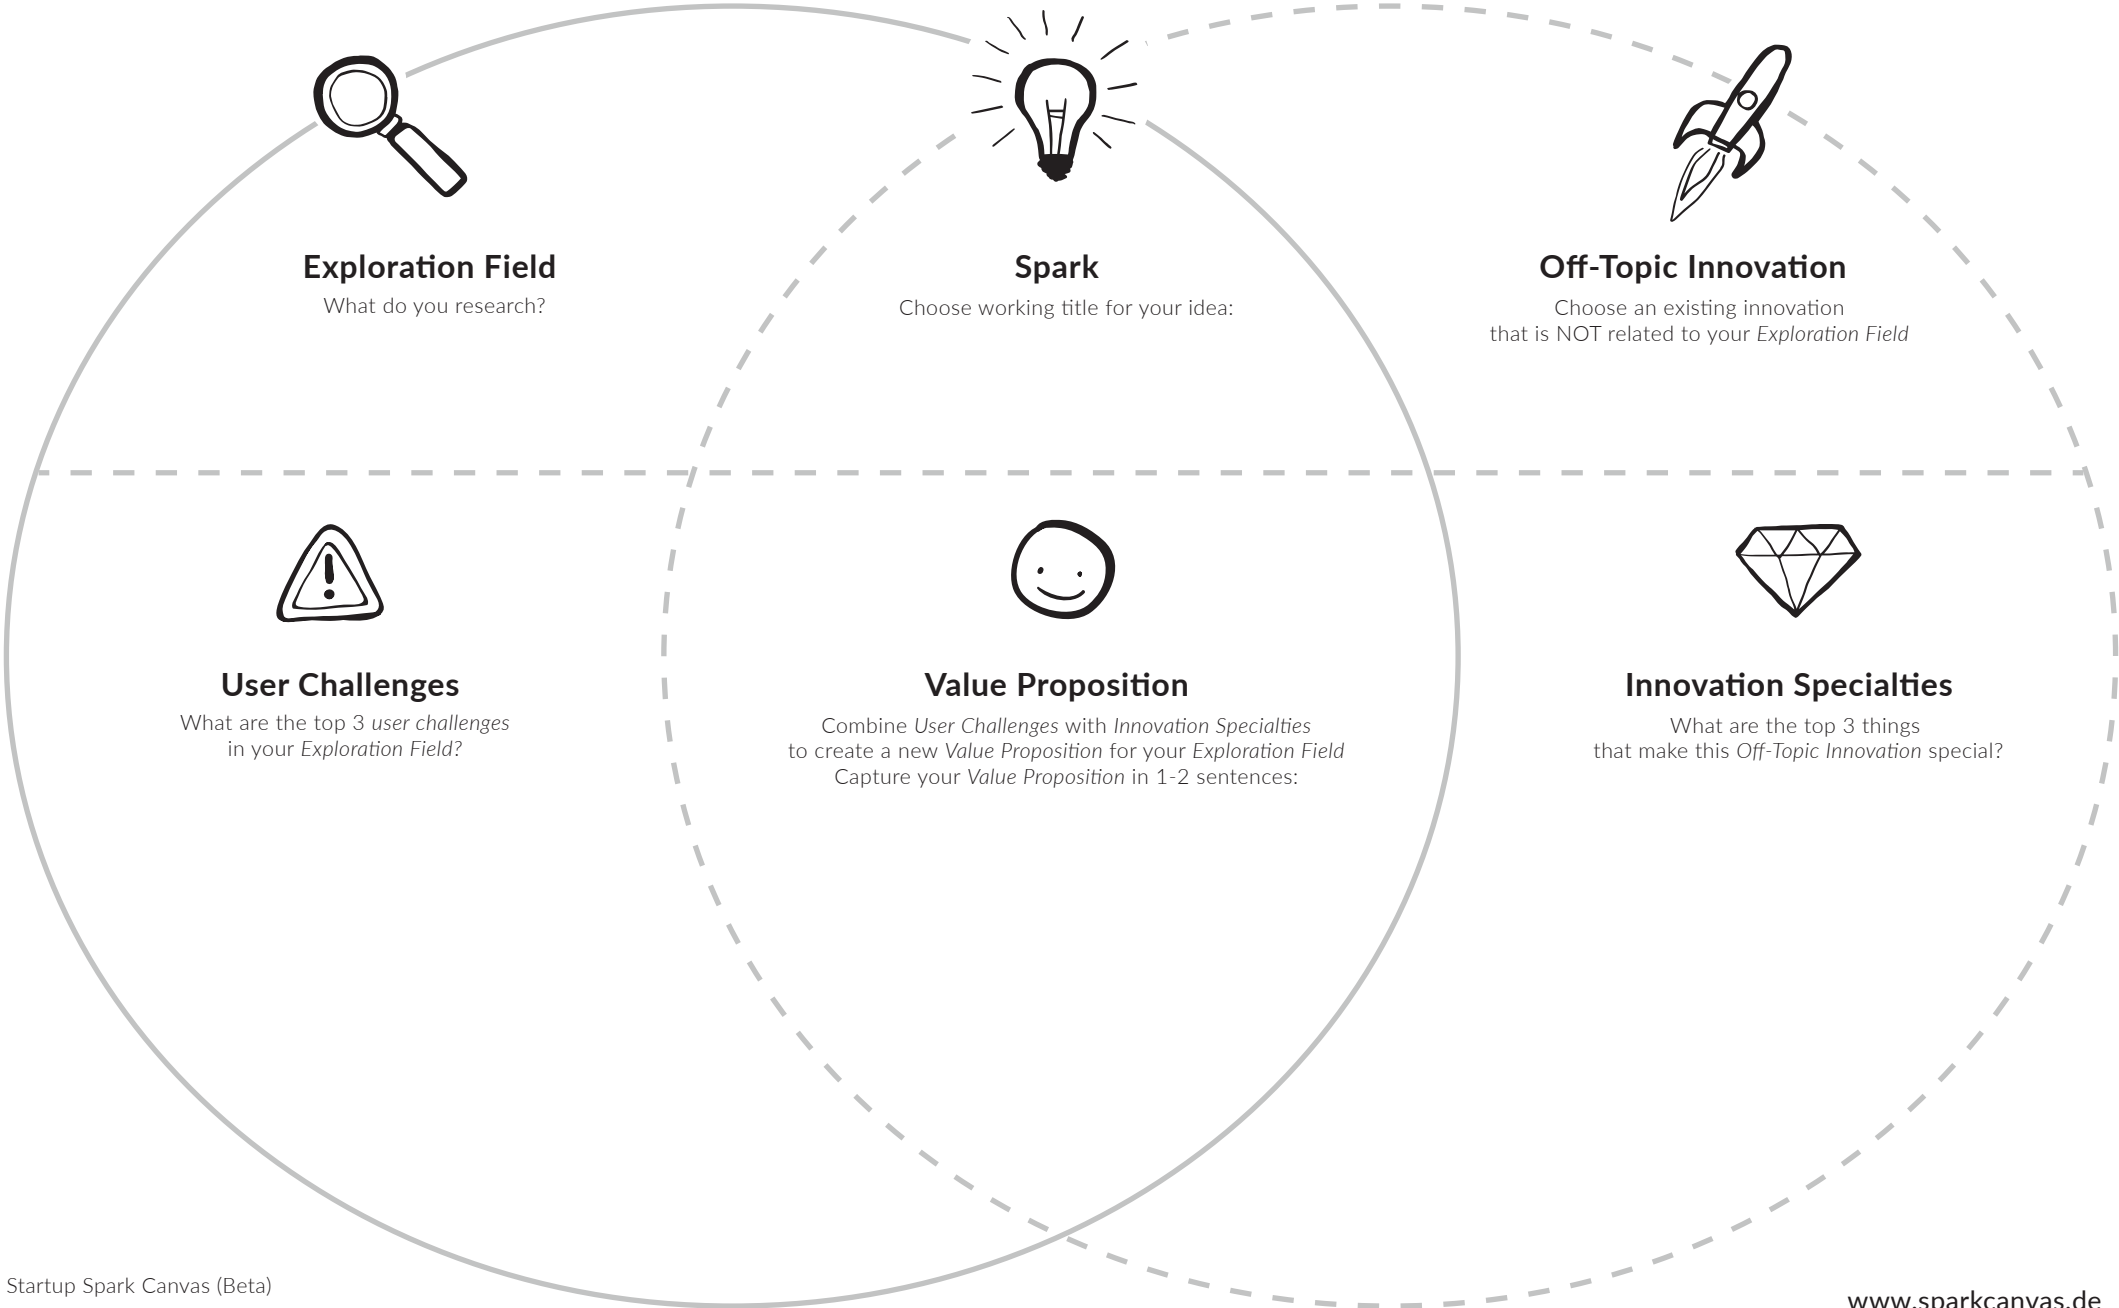 Exploration Field
What do you research?
Spark
Choose working title for your idea:
Off-Topic Innovation
Choose an existing innovation
that is NOT related to your Exploration Field
User Challenges
What are the top 3 user challenges
in your Exploration Field?
Value Proposition
Combine User Challenges with Innovation Specialties
to create a new Value Proposition for your Exploration Field
Capture your Value Proposition in 1-2 sentences:
Innovation Specialties
What are the top 3 things
that make this Off-Topic Innovation special?
Startup Spark Canvas (Beta)
www.sparkcanvas.de